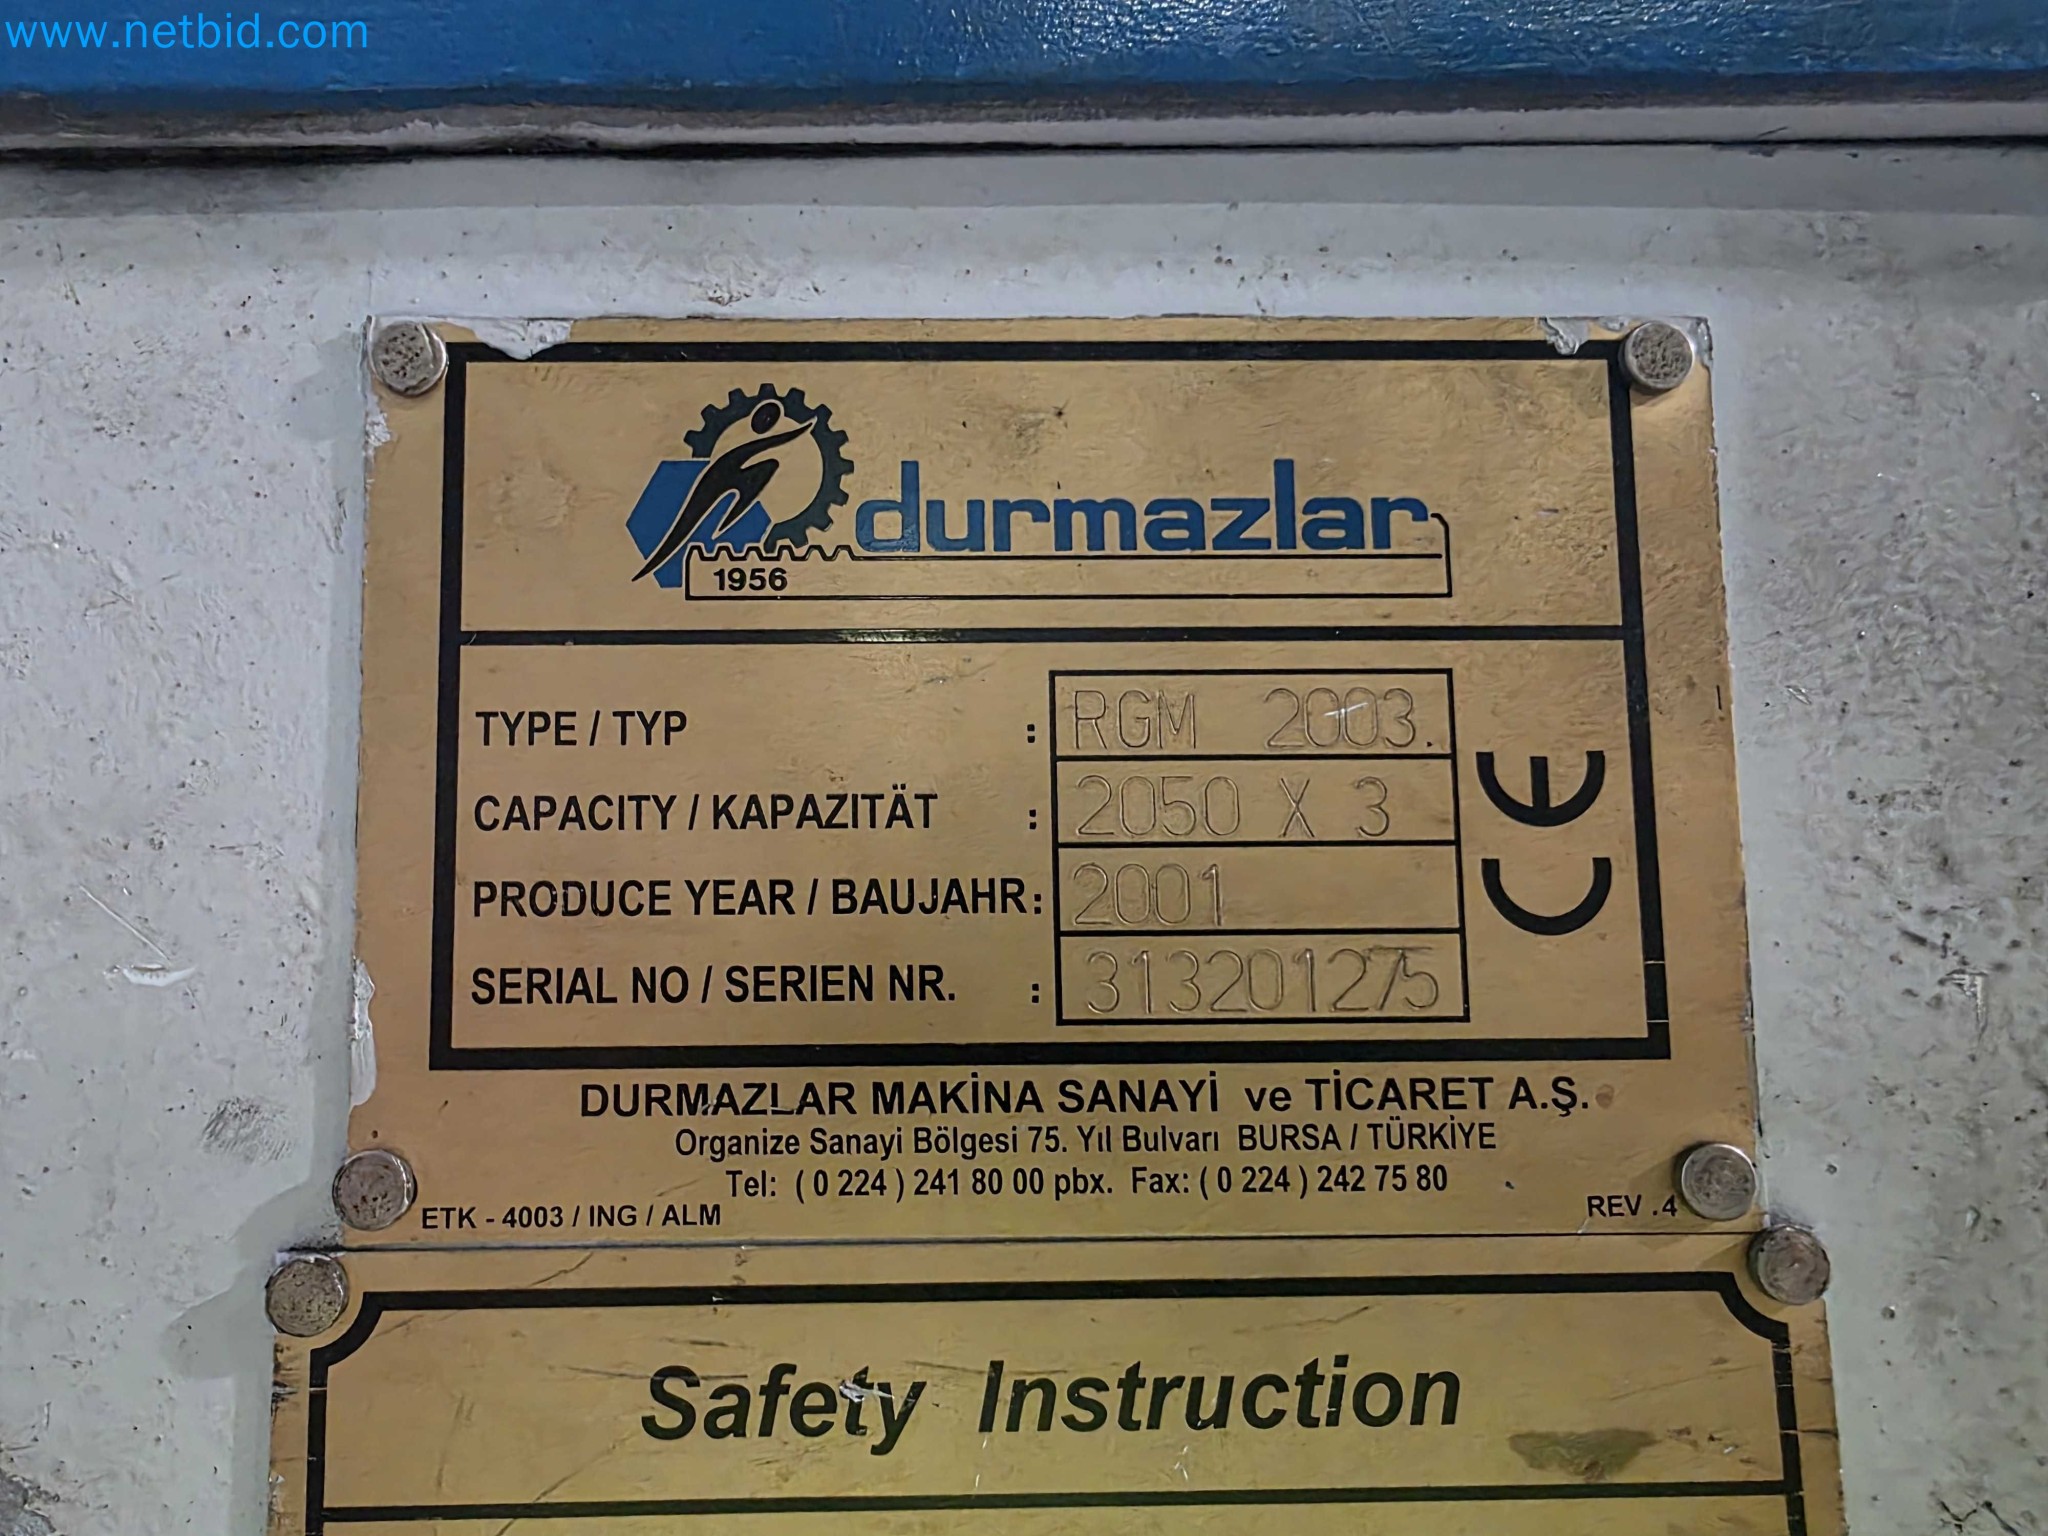 www.netbid.com
durmazlar
1956
TYPE / TYP : RGM 2003.
CAPACITY / KAPAZITÄT : 2050 X 3
PRODUCE YEAR / BAUJAHR : 2001
SERIAL NO / SERIEN NR. : 313201275
CE
DURMAZLAR MAKİNA SANAYİ ve TİCARET A.Ş.
Organize Sanayi Bölgesi 75. Yıl Bulvarı BURSA / TÜRKİYE
Tel: ( 0 224 ) 241 80 00 pbx. Fax: ( 0 224 ) 242 75 80
ETK - 4003 / ING / ALM REV .4
Safety Instruction